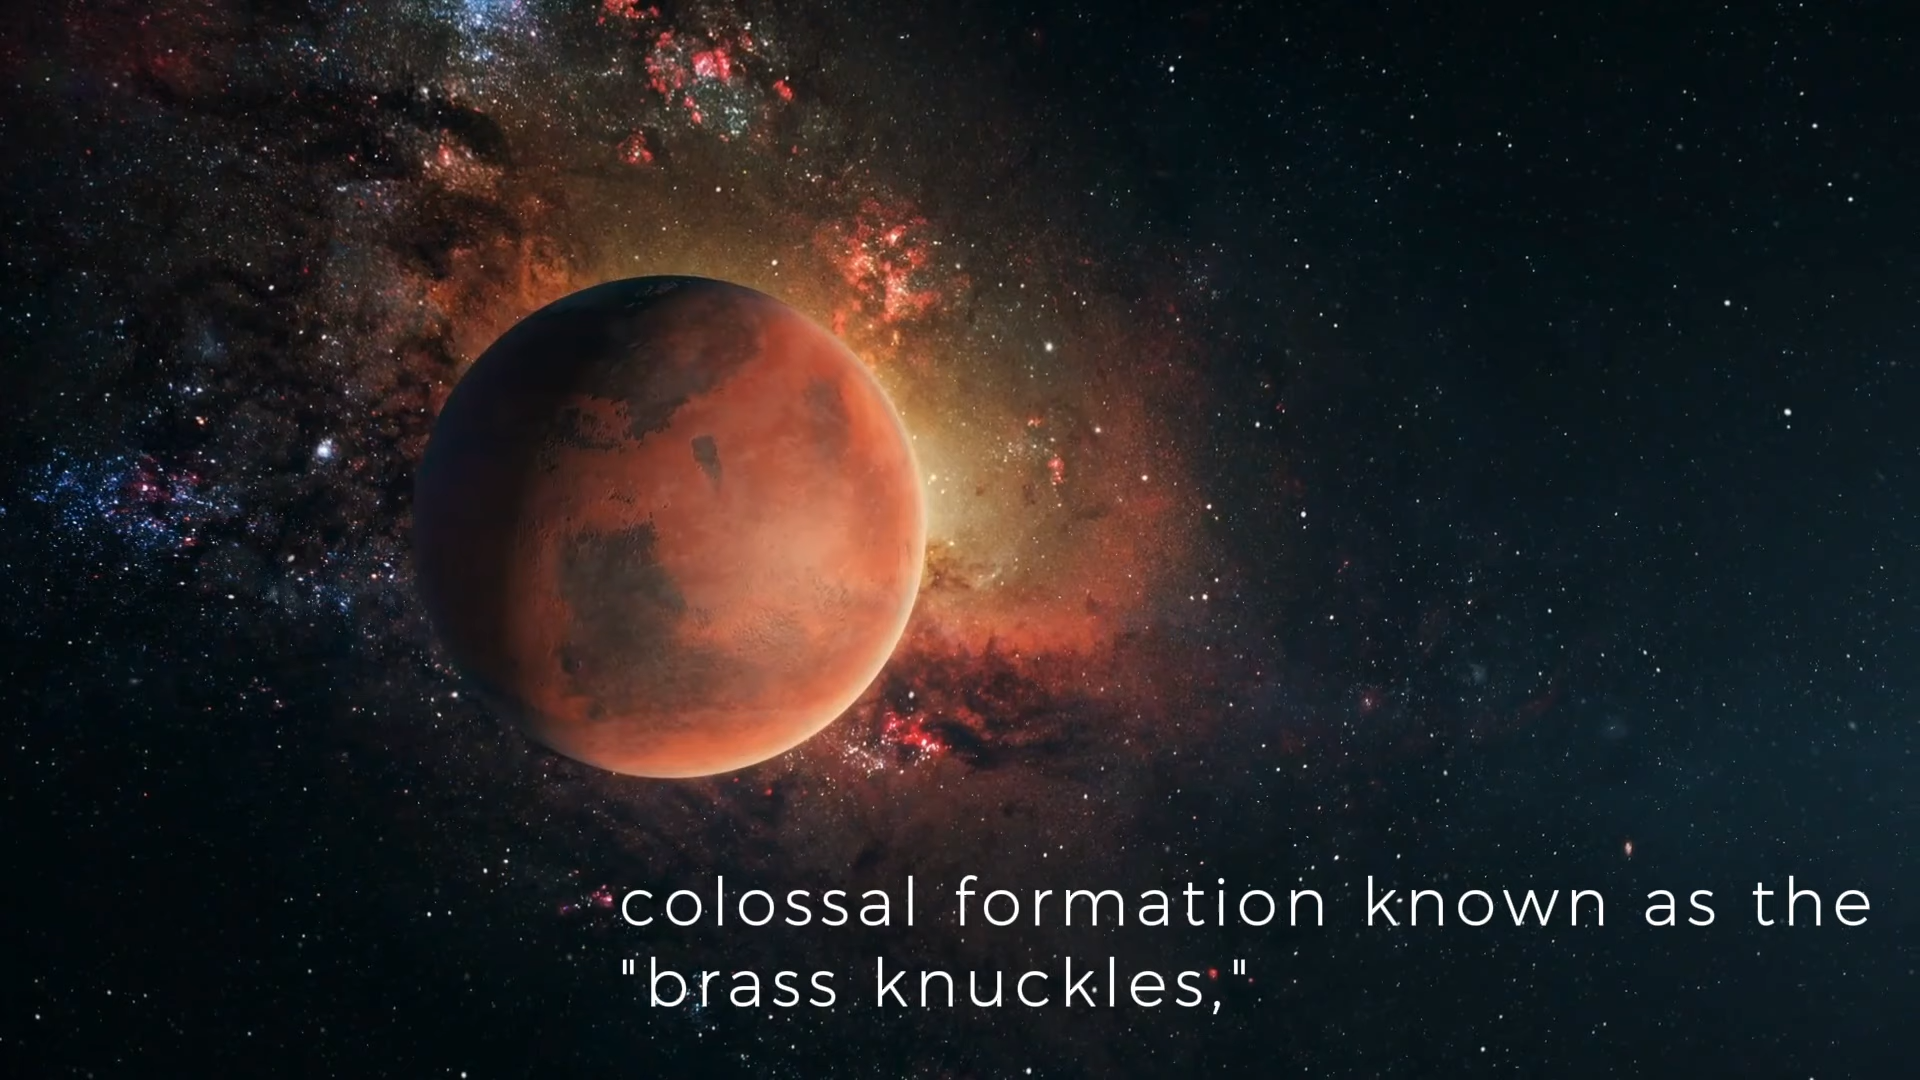 colossal formation known as the
"brass knuckles,"